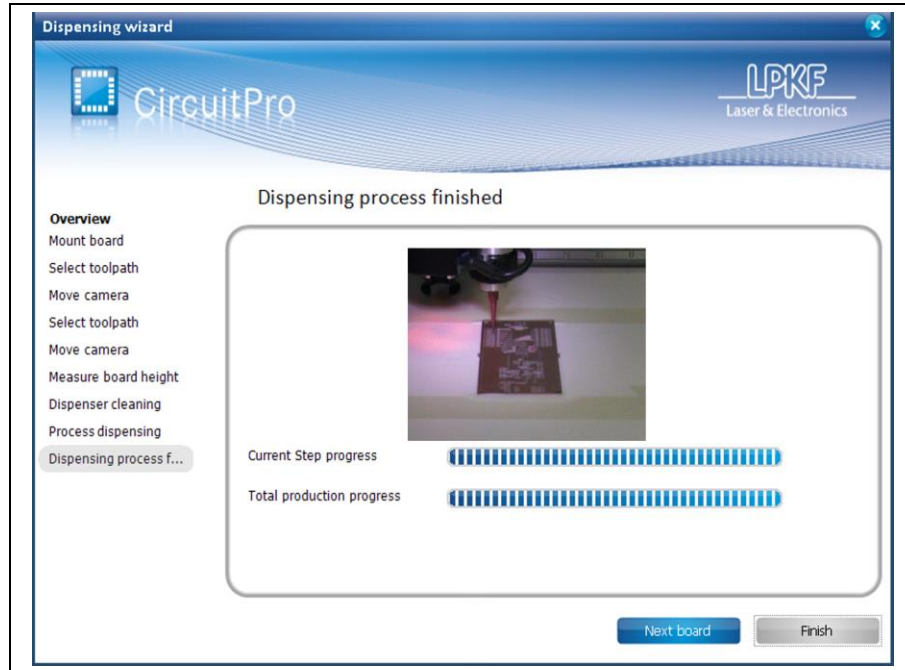 Dispensing wizard
CircuitPro
LPKF
Laser & Electronics
Dispensing process finished
Overview
Mount board
Select toolpath
Move camera
Select toolpath
Move camera
Measure board height
Dispenser cleaning
Process dispensing
Dispensing process f...
Current Step progress
Total production progress
Next board
Finish